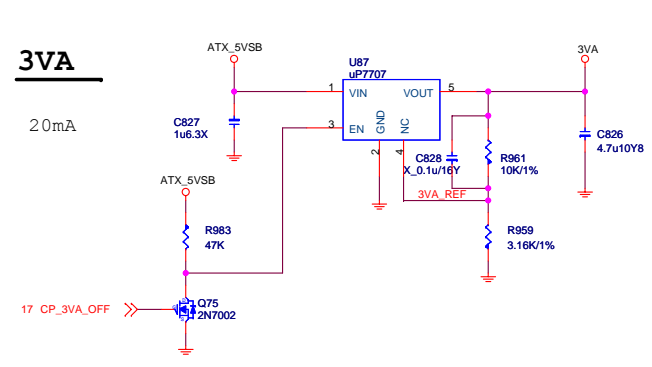 3VA
20mA
ATX_5VSB
3VA
U87
uP7707
1
VIN
VOUT
5
C827
1u6.3X
3
EN
GND
NC
2
4
C828
X_0.1u/16Y
R961
10K/1%
C826
4.7u10Y8
3VA_REF
ATX_5VSB
R983
47K
R959
3.16K/1%
17 CP_3VA_OFF
Q75
2N7002